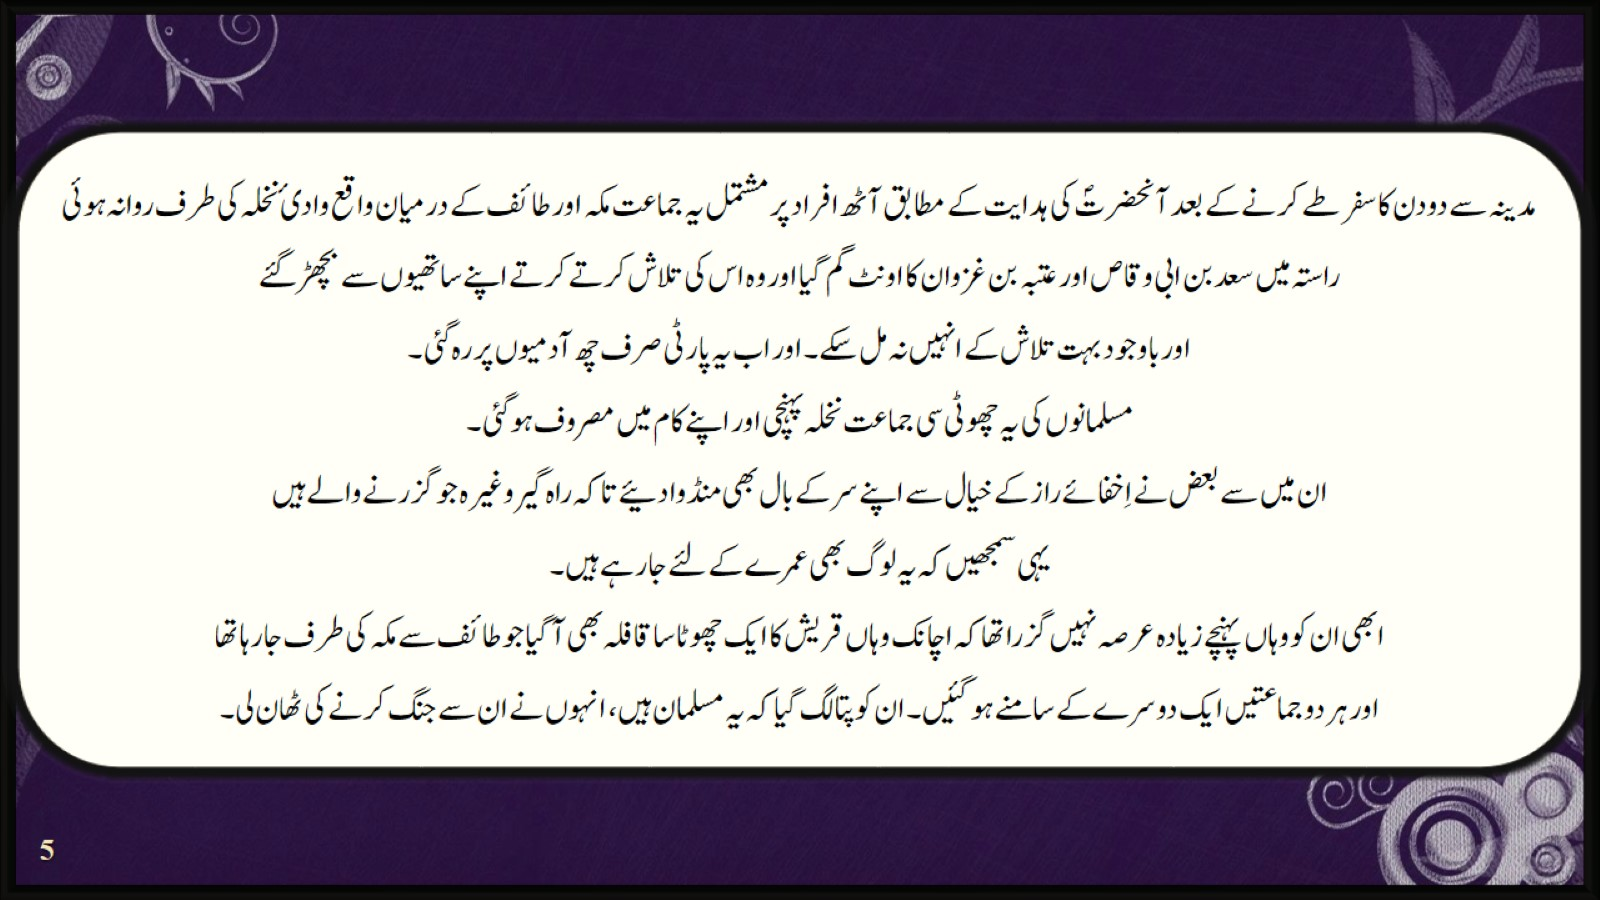 مدینہ سے دودن کا سفر طے کرنے کے بعد آنحضرتؐ کی ہدایت کے مطابق آٹھ افراد پر مشتمل یہ جماعت مکہ اور طائف کے درمیان واقع وادیٔ نخلہ کی طرف روانہ ہوئی
راستہ میں سعد بن ابی وقاص اور عتبہ بن غزوان کا اونٹ گم گیا اور وہ اس کی تلاش کرتے کرتے اپنے ساتھیوں سے بچھڑ گئے
اور باوجود بہت تلاش کے انہیں نہ مل سکے۔ اور اب یہ پارٹی صرف چھ آدمیوں پر رہ گئی۔
مسلمانوں کی یہ چھوٹی سی جماعت نخلہ پہنچی اور اپنے کام میں مصروف ہو گئی۔
ان میں سے بعض نے اِخفائے راز کے خیال سے اپنے سر کے بال بھی منڈوا دیئے تاکہ راہ گیر وغیرہ جو گزرنے والے ہیں
یہی سمجھیں کہ یہ لوگ بھی عمرے کے لئے جا رہے ہیں۔
ابھی ان کو وہاں پہنچے زیادہ عرصہ نہیں گزرا تھا کہ اچانک وہاں قریش کا ایک چھوٹا سا قافلہ بھی آ گیا جو طائف سے مکہ کی طرف جا رہا تھا
اور ہر دو جماعتیں ایک دوسرے کے سامنے ہو گئیں۔ ان کو پتا لگ گیا کہ یہ مسلمان ہیں، انہوں نے ان سے جنگ کرنے کی ٹھان لی۔
5